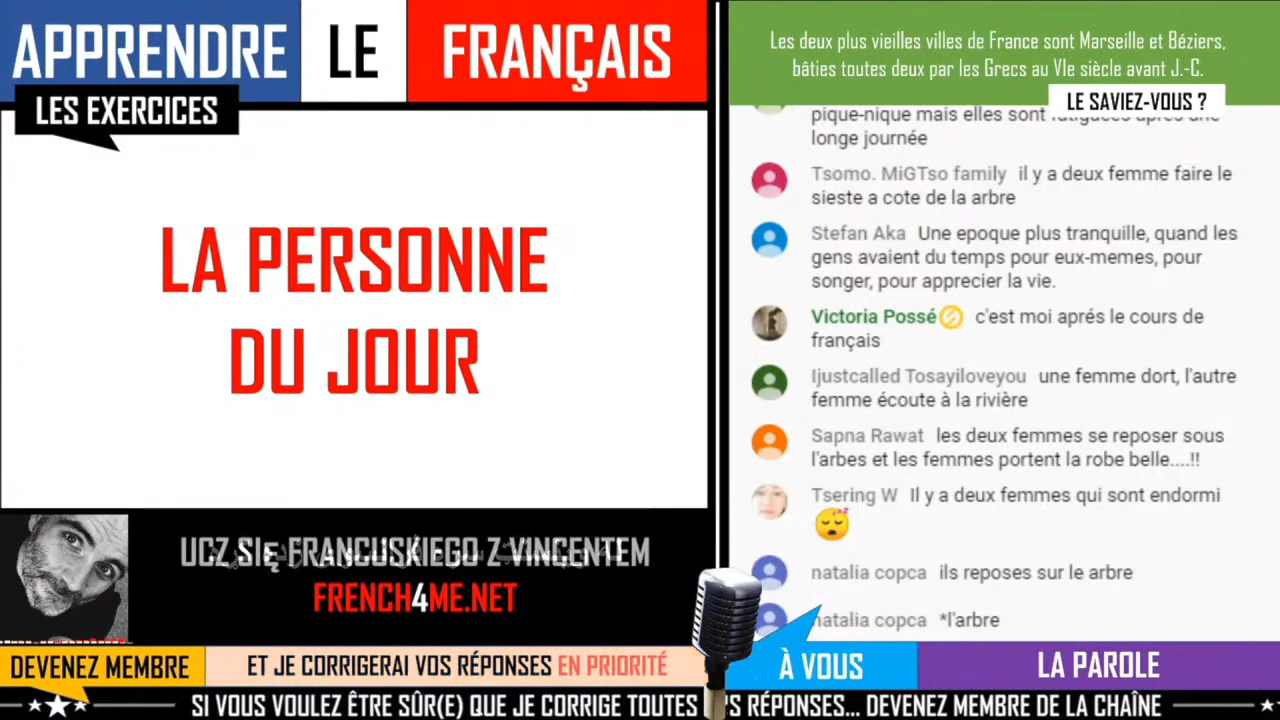 APPRENDRE LE FRANÇAIS
LES EXERCICES
LA PERSONNE
DU JOUR
UCZ SIĘ FRANCUSKIEGO Z VINCENTEM
FRENCH4ME.NET
DEVENEZ MEMBRE
ET JE CORRIGERAI VOS RÉPONSES EN PRIORITÉ
Les deux plus vieilles villes de France sont Marseille et Béziers,
bâties toutes deux par les Grecs au VIe siècle avant J.-C.
LE SAVIEZ-VOUS ?
pique-nique mais elles sont fatiguées après une
longe journée
Tsomo. MiGTso family il y a deux femme faire le
sieste a cote de la arbre
Stefan Aka Une epoque plus tranquille, quand les
gens avaient du temps pour eux-memes, pour
songer, pour apprecier la vie.
Victoria Possé c'est moi aprés le cours de
français
Ijustcalled Tosayiloveyou une femme dort, l'autre
femme écoute à la rivière
Sapna Rawat les deux femmes se reposer sous
l'arbes et les femmes portent la robe belle....!!
Tsering W Il y a deux femmes qui sont endormi
natalia copca ils reposes sur le arbre
natalia copca *l'arbre
À VOUS
LA PAROLE
SI VOUS VOULEZ ÊTRE SÛR(E) QUE JE CORRIGE TOUTES RÉPONSES... DEVENEZ MEMBRE DE LA CHAÎNE